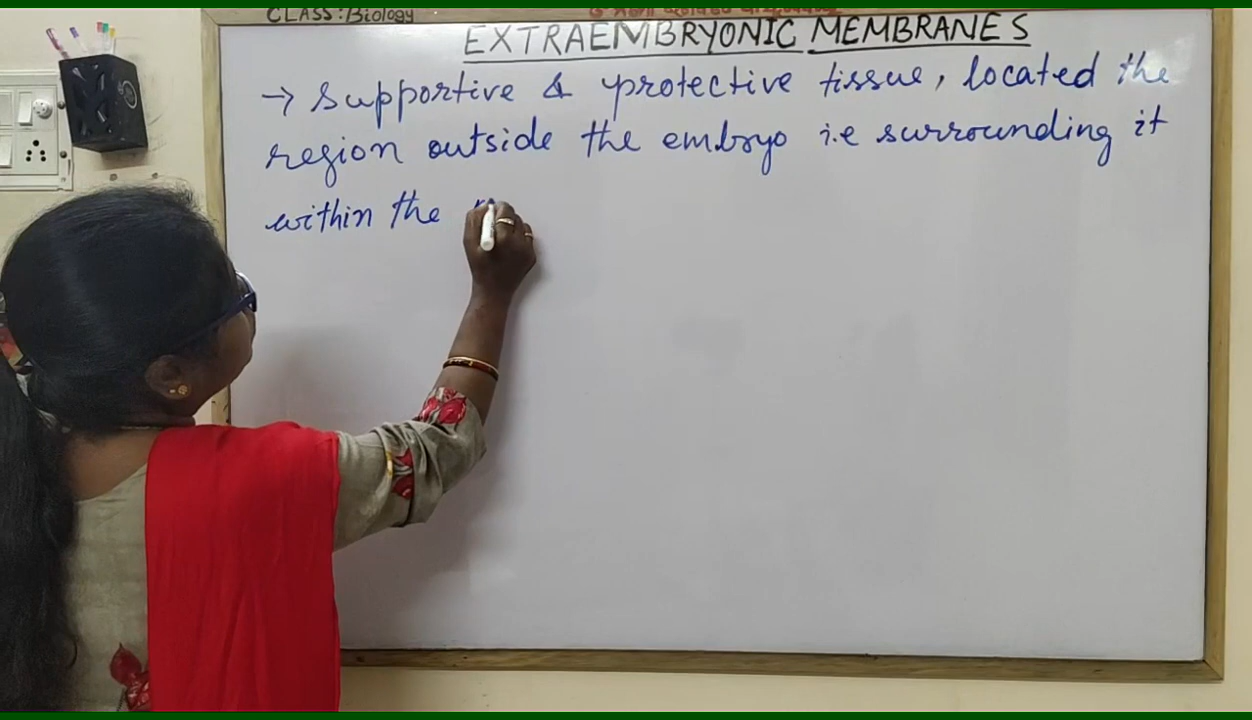 CLASS: Biology
EXTRAEMBRYONIC MEMBRANES
→ Supportive & protective tissue, located the
region outside the embryo i.e surrounding it
within the